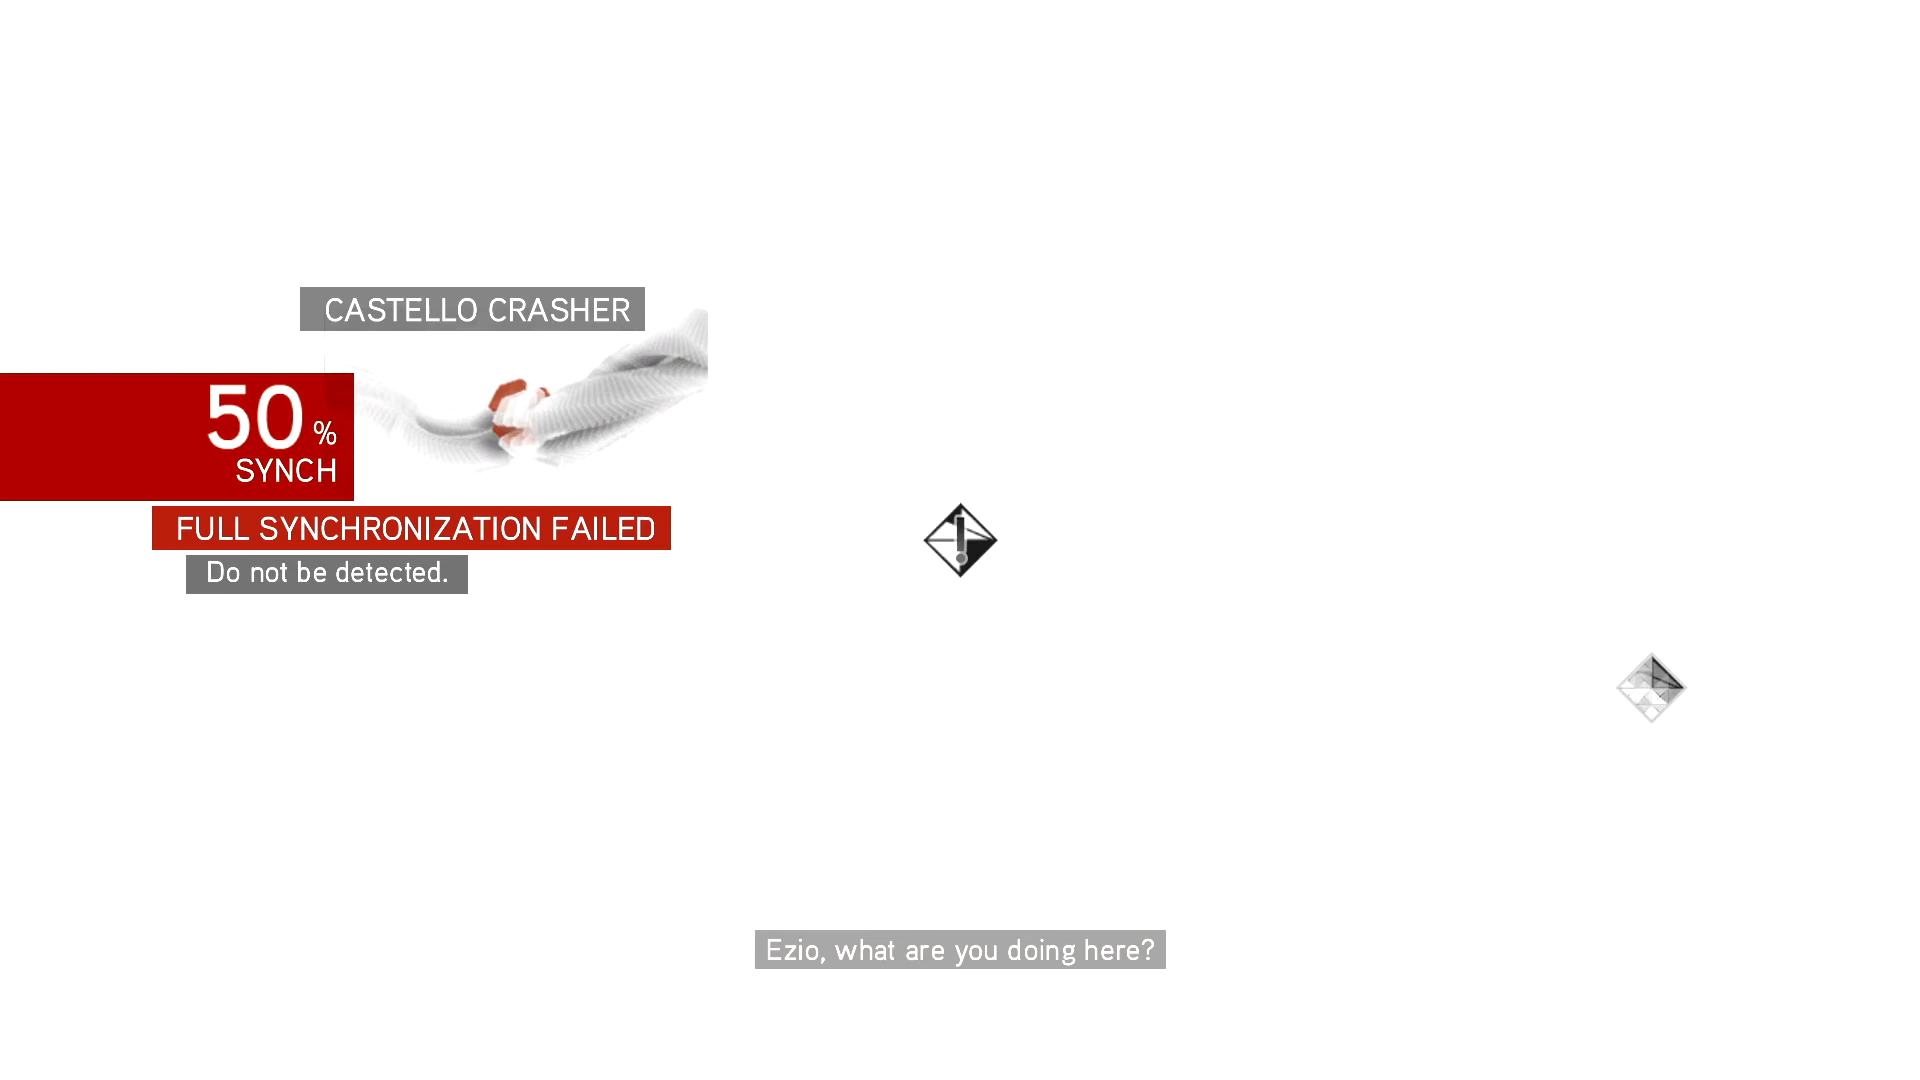 CASTELLO CRASHER
50 %
SYNCH
FULL SYNCHRONIZATION FAILED
Do not be detected.
Ezio, what are you doing here?